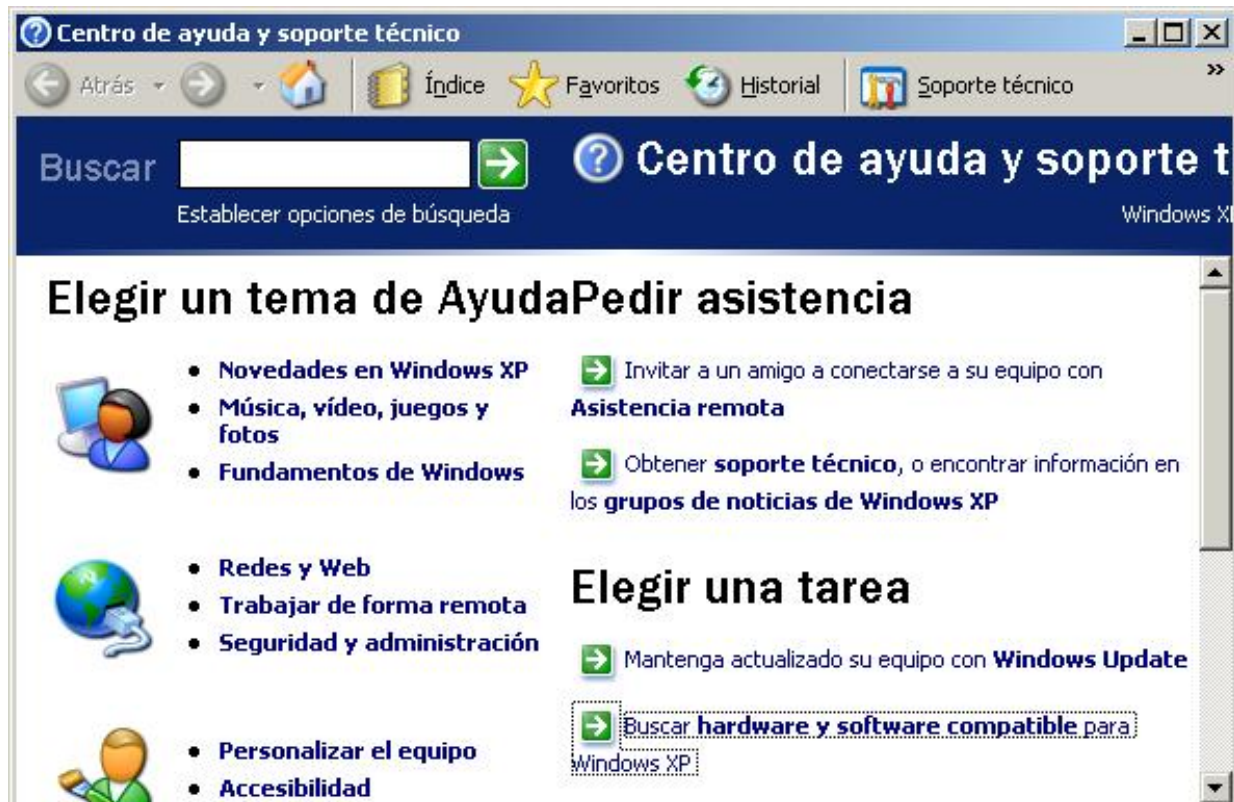 Centro de ayuda y soporte técnico
Atrás
Índice
Favoritos
Historial
Soporte técnico
»
Buscar
Establecer opciones de búsqueda
Centro de ayuda y soporte t
Windows X
Elegir un tema de Ayuda
Novedades en Windows XP
Música, vídeo, juegos y
fotos
Fundamentos de Windows
Redes y Web
Trabajar de forma remota
Seguridad y administración
Personalizar el equipo
Accesibilidad
Pedir asistencia
Invitar a un amigo a conectarse a su equipo con
Asistencia remota
Obtener soporte técnico, o encontrar información en
los grupos de noticias de Windows XP
Elegir una tarea
Mantenga actualizado su equipo con Windows Update
Buscar hardware y software compatible para
Windows XP